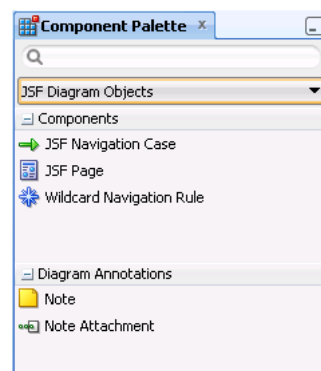 Component Palette
JSF Diagram Objects
Components
JSF Navigation Case
JSF Page
Wildcard Navigation Rule
Diagram Annotations
Note
Note Attachment